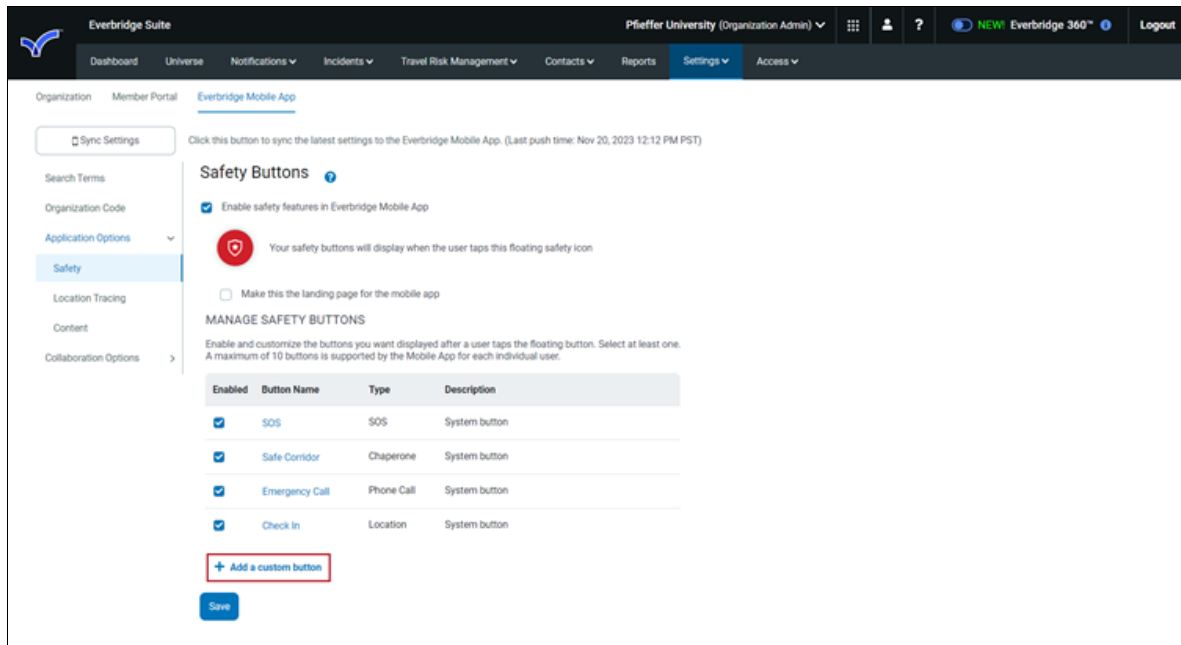 Everbridge Suite
Pfieffer University (Organization Admin)
?
NEW! Everbridge 360™
Logout
Dashboard Universe Notifications Incidents Travel Risk Management Contacts Reports Settings Access
Organization Member Portal Everbridge Mobile App
Sync Settings
Click this button to sync the latest settings to the Everbridge Mobile App. (Last push time: Nov 20, 2023 12:12 PM PST)
Search Terms
Organization Code
Application Options
Safety
Location Tracing
Content
Collaboration Options
Safety Buttons ?
Enable safety features in Everbridge Mobile App
Your safety buttons will display when the user taps this floating safety icon
Make this the landing page for the mobile app
MANAGE SAFETY BUTTONS
Enable and customize the buttons you want displayed after a user taps the floating button. Select at least one.
A maximum of 10 buttons is supported by the Mobile App for each individual user.
Enabled Button Name Type Description
SOS SOS System button
Safe Corridor Chaperone System button
Emergency Call Phone Call System button
Check In Location System button
+ Add a custom button
Save